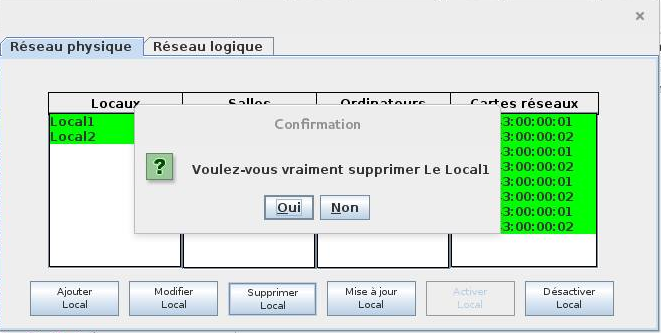 ×
Réseau physique Réseau logique
Locaux Salles Ordinateurs Cartes réseaux
Local1 3:00:00:01
Local2 3:00:00:02
3:00:00:01
3:00:00:02
3:00:00:01
3:00:00:02
3:00:00:01
3:00:00:02
Confirmation
? Voulez-vous vraiment supprimer Le Local1
Oui Non
Ajouter Local
Modifier Local
Supprimer Local
Mise à jour Local
Activer Local
Désactiver Local